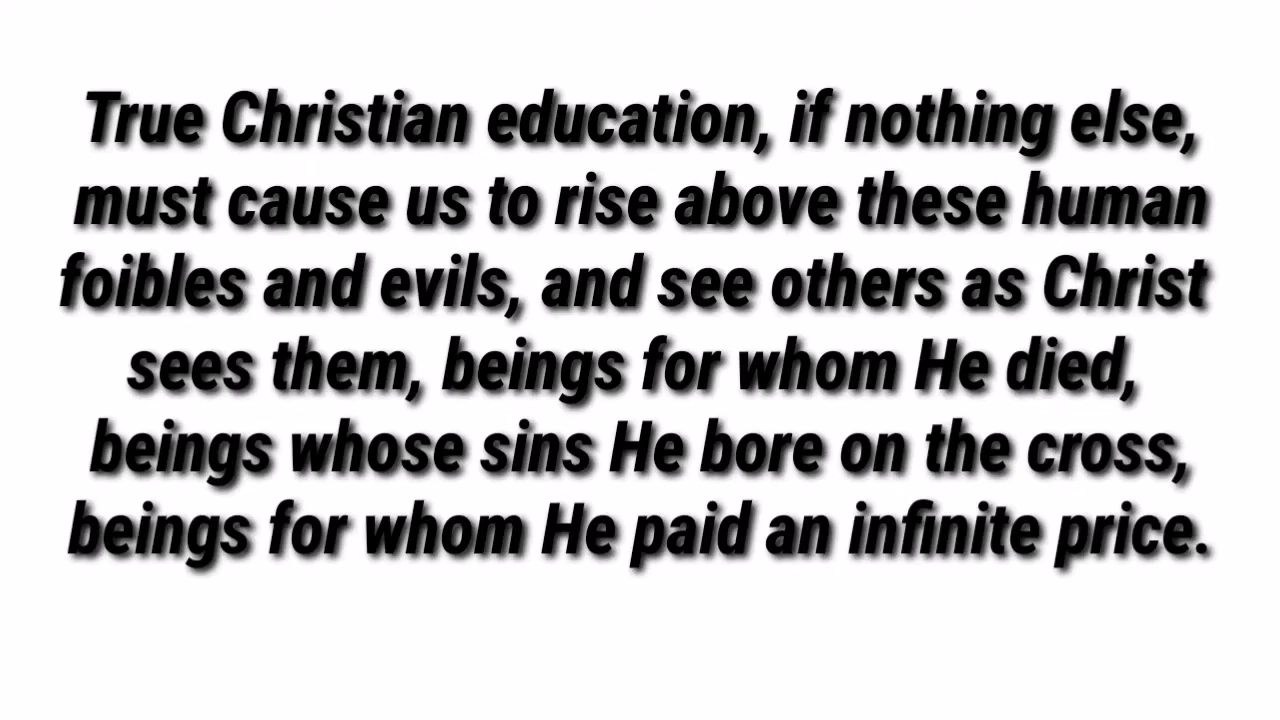 True Christian education, if nothing else,
must cause us to rise above these human
foibles and evils, and see others as Christ
sees them, beings for whom He died,
beings whose sins He bore on the cross,
beings for whom He paid an infinite price.